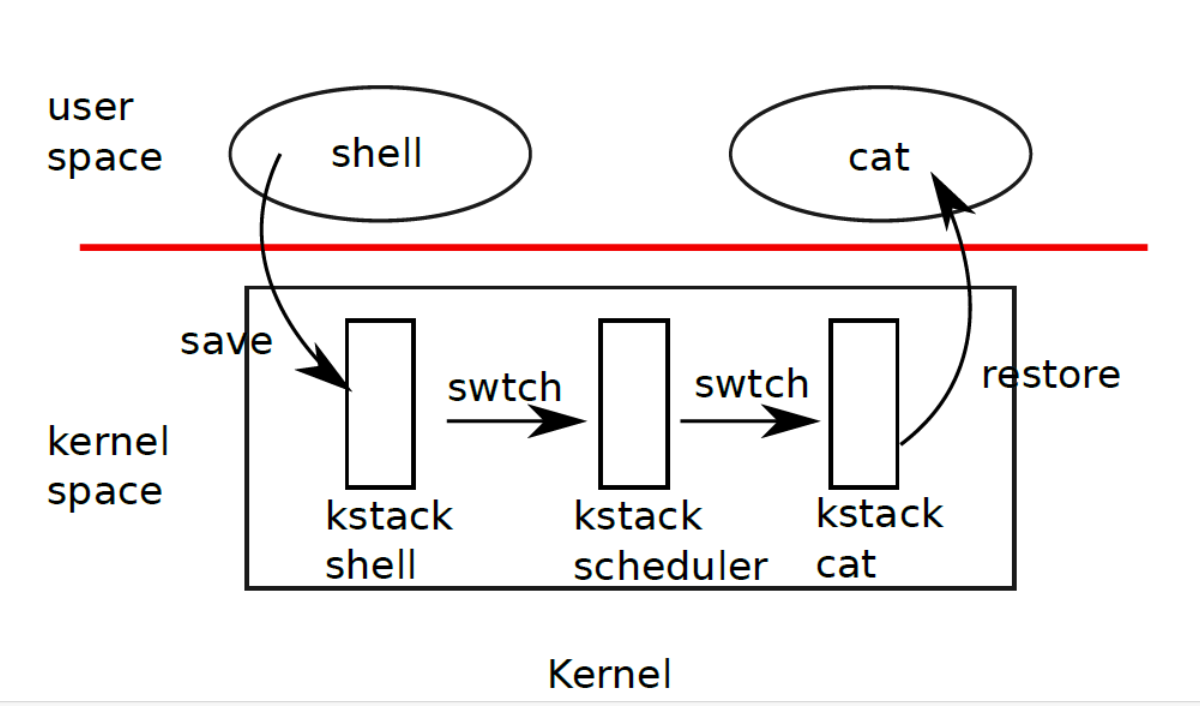 user
space
shell
cat
save
swtch
swtch
restore
kernel
space
kstack
shell
kstack
scheduler
kstack
cat
Kernel